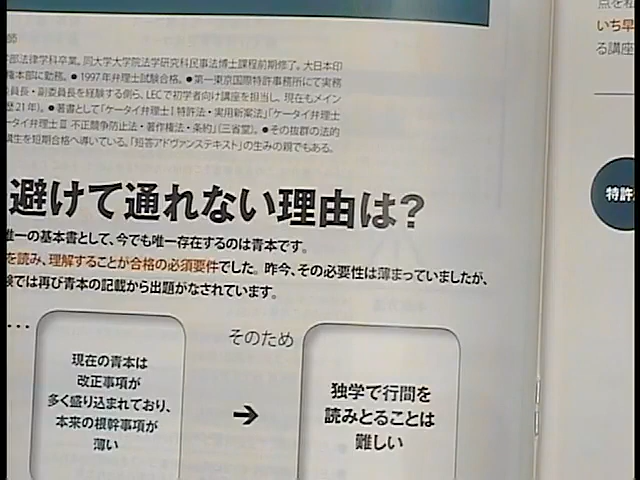 師
部法律学科卒業。同大学大学院法学研究科民事法博士課程前期修了。大日本印
権本部に勤務。●1997年弁理士試験合格。●第一東京国際特許事務所にて実務
員長・副委員長を経験する傍ら、LECで初学者向け講座を担当し、現在もメイン
歴21年)。●著書として「ケータイ弁理士Ⅰ特許法・実用新案法」「ケータイ弁理士
ータイ弁理士Ⅲ 不正競争防止法・著作権法・条約」(三省堂)。●その抜群の法的
講生を短期合格へ導いている。「短答アドヴァンステキスト」の生みの親でもある。
避けて通れない理由は?
唯一の基本書として、今でも唯一存在するのは青本です。
を読み、理解することが合格の必須要件でした。昨今、その必要性は薄まっていましたが、
験では再び青本の記載から出題がなされています。
…
現在の青本は
改正事項が
多く盛り込まれており、
本来の根幹事項が
薄い
そのため
→
独学で行間を
読みとることは
難しい
点を
いち早
る講座
特許